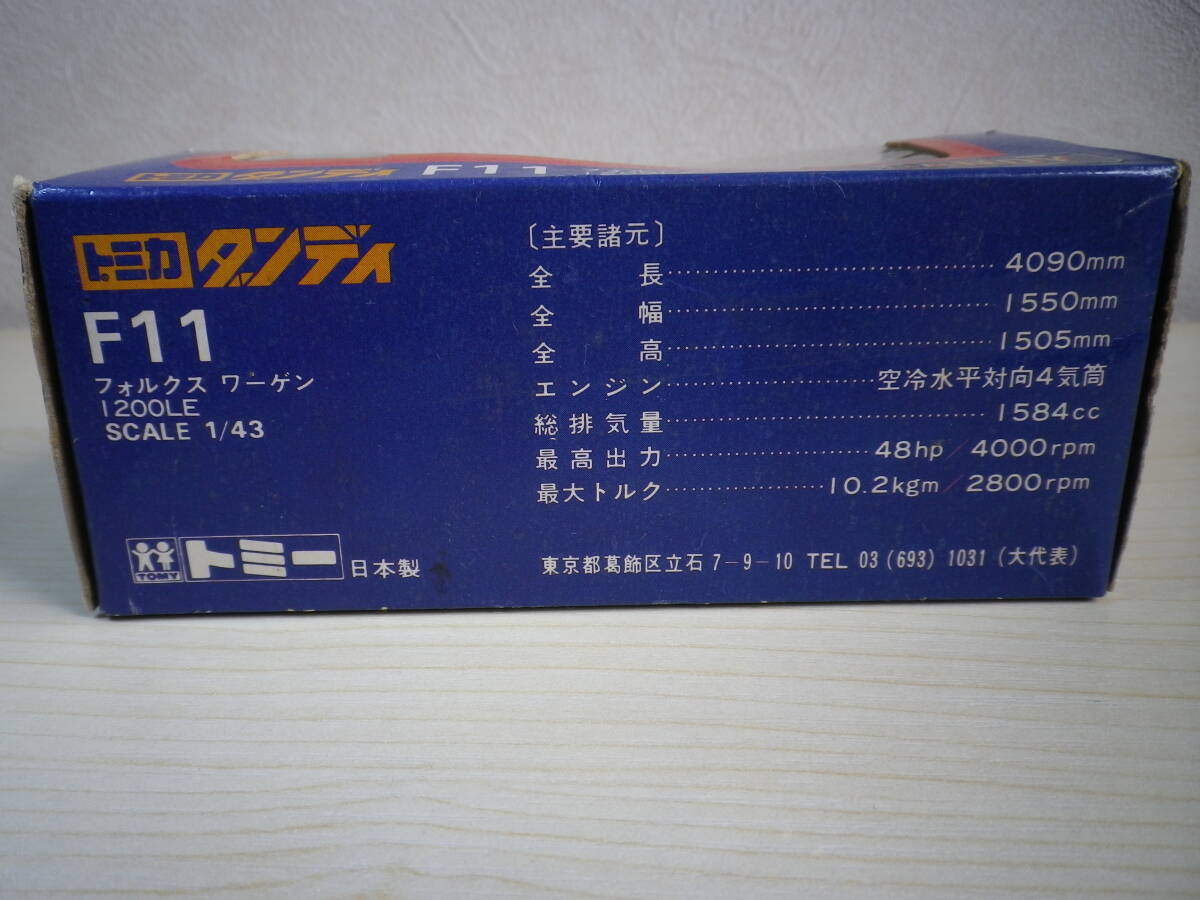 トミカ ダンディ F11
トミカ ダンディ
F11
フォルクス ワーゲン
1200LE
SCALE 1/43
TOMY
トミー 日本製
〔主要諸元〕
全長 4090mm
全幅 1550mm
全高 1505mm
エンジン 空冷水平対向4気筒
総排気量 1584cc
最高出力 48hp/4000rpm
最大トルク 10.2kgm/2800rpm
東京都葛飾区立石7-9-10 TEL 03(693)1031(大代表)